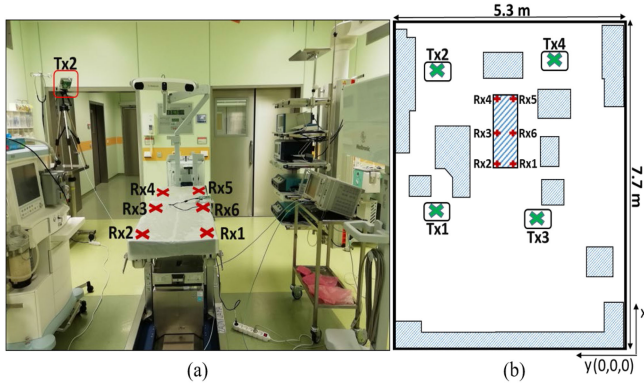 (a)
Tx2
Rx4
Rx5
Rx3
Rx6
Rx2
Rx1
5.3 m
Tx2
Tx4
Rx4
Rx5
Rx3
Rx6
Rx2
Rx1
Tx1
Tx3
7.7 m
x
y(0,0,0)
(a)
(b)